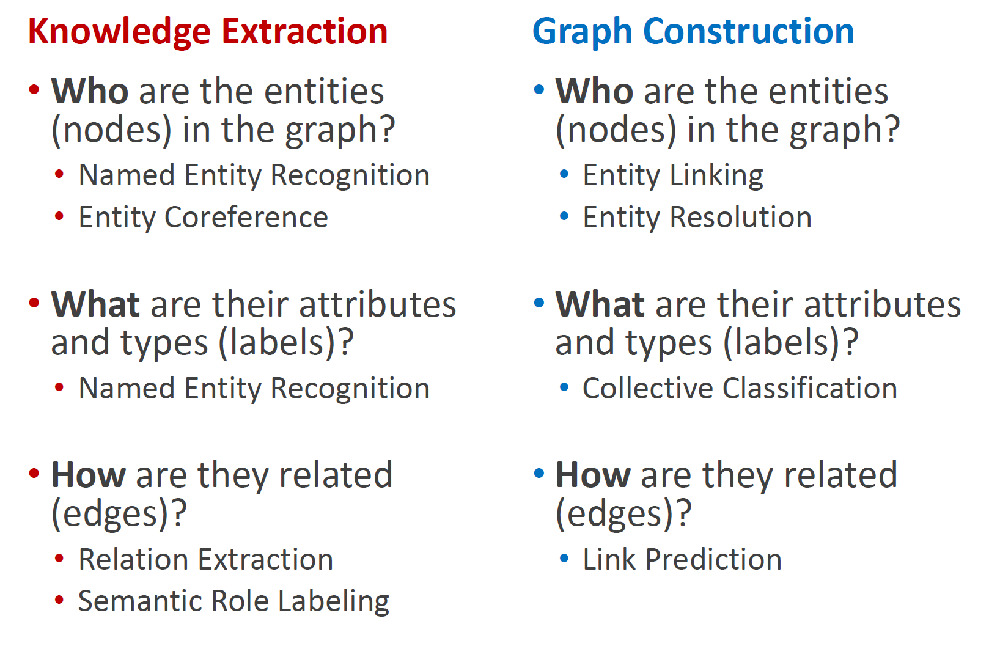 Knowledge Extraction
• Who are the entities
(nodes) in the graph?
• Named Entity Recognition
• Entity Coreference
• What are their attributes
and types (labels)?
• Named Entity Recognition
• How are they related
(edges)?
• Relation Extraction
• Semantic Role Labeling
Graph Construction
• Who are the entities
(nodes) in the graph?
• Entity Linking
• Entity Resolution
• What are their attributes
and types (labels)?
• Collective Classification
• How are they related
(edges)?
• Link Prediction